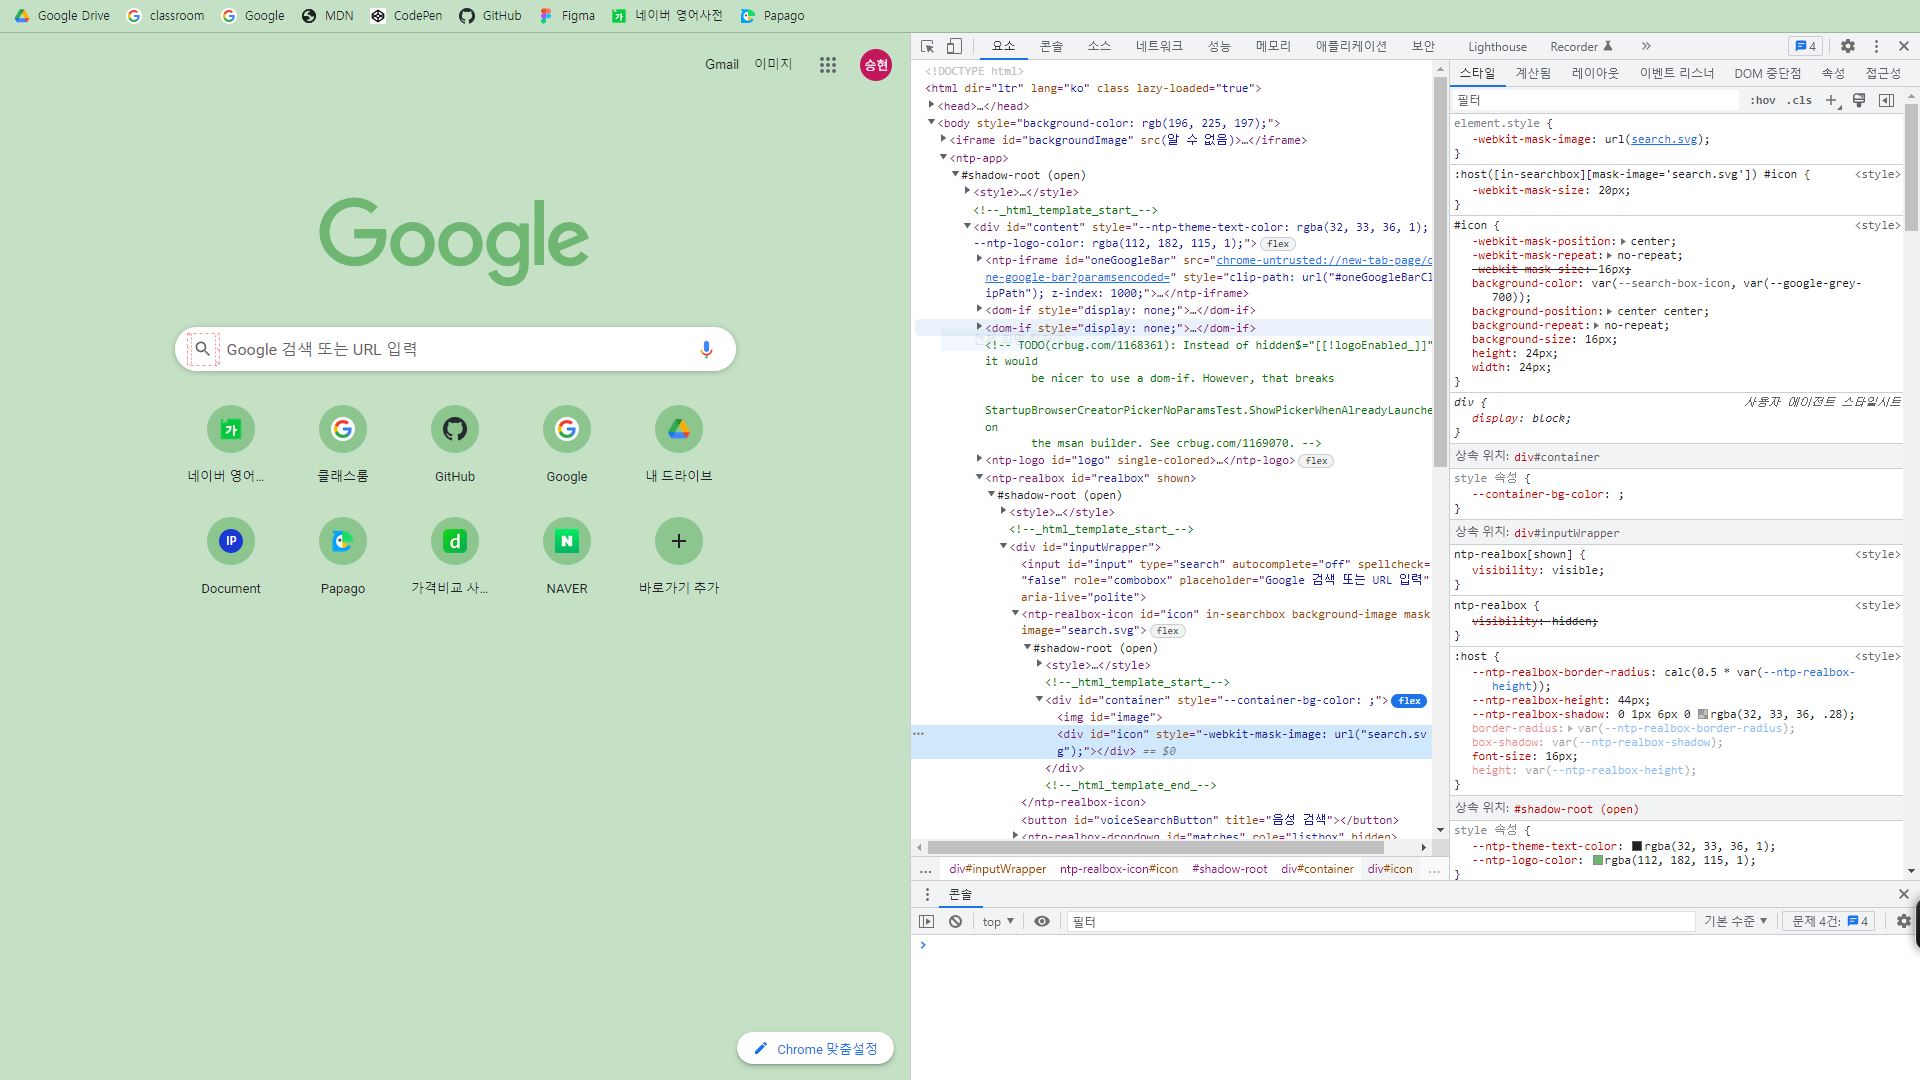 Google Drive classroom Google MDN CodePen GitHub Figma 네이버 영어사전 Papago
Gmail 이미지 승현
Google
Google 검색 또는 URL 입력
가 네이버 영어... 클래스룸 GitHub Google 내 드라이브
IP d N
Document Papago 가격비교 사... NAVER 바로가기 추가
Chrome 맞춤설정
요소 콘솔 소스 네트워크 성능 메모리 애플리케이션 보안 Lighthouse Recorder 4
<!DOCTYPE html>
<html dir="ltr" lang="ko" class lazy-loaded="true">
<head>…</head>
<body style="background-color: rgb(196, 225, 197);">
<iframe id="backgroundImage" src(알 수 없음)>…</iframe>
<ntp-app>
#shadow-root (open)
<style>…</style>
<!--_html_template_start_-->
<div id="content" style="--ntp-theme-text-color: rgba(32, 33, 36, 1);
--ntp-logo-color: rgba(112, 182, 115, 1);"> flex
<ntp-iframe id="oneGoogleBar" src="chrome-untrusted://new-tab-page/o
ne-google-bar?paramsencoded=" style="clip-path: url("#oneGoogleBarCl
ipPath"); z-index: 1000;">…</ntp-iframe>
<dom-if style="display: none;">…</dom-if>
<dom-if style="display: none;">…</dom-if>
<!-- TODO(crbug.com/1168361): Instead of hidden$="[[!logoEnabled_]]"
it would
be nicer to use a dom-if. However, that breaks
StartupBrowserCreatorPickerNoParamsTest.ShowPickerWhenAlreadyLaunche
on
the msan builder. See crbug.com/1169070. -->
<ntp-logo id="logo" single-colored>…</ntp-logo> flex
<ntp-realbox id="realbox" shown>
#shadow-root (open)
<style>…</style>
<!--_html_template_start_-->
<div id="inputWrapper">
<input id="input" type="search" autocomplete="off" spellcheck=
"false" role="combobox" placeholder="Google 검색 또는 URL 입력"
aria-live="polite">
<ntp-realbox-icon id="icon" in-searchbox background-image mask
image="search.svg"> flex
#shadow-root (open)
<style>…</style>
<!--_html_template_start_-->
<div id="container" style="--container-bg-color: ;"> flex
<img id="image">
… <div id="icon" style="-webkit-mask-image: url("search.sv
g");"></div> == $0
</div>
<!--_html_template_end_-->
</ntp-realbox-icon>
<button id="voiceSearchButton" title="음성 검색"></button>
<ntp-realbox-dropdown id="matches" role="listbox" hidden>
… div#inputWrapper ntp-realbox-icon#icon #shadow-root div#container div#icon …
스타일 계산됨 레이아웃 이벤트 리스너 DOM 중단점 속성 접근성
필터 :hov .cls
element.style {
-webkit-mask-image: url(search.svg);
}
:host([in-searchbox][mask-image='search.svg']) #icon { <style>
-webkit-mask-size: 20px;
}
#icon { <style>
-webkit-mask-position: center;
-webkit-mask-repeat: no-repeat;
-webkit-mask-size: 16px;
background-color: var(--search-box-icon, var(--google-grey-
700));
background-position: center center;
background-repeat: no-repeat;
background-size: 16px;
height: 24px;
width: 24px;
}
div { 사용자 에이전트 스타일시트
display: block;
}
상속 위치: div#container
style 속성 {
--container-bg-color: ;
}
상속 위치: div#inputWrapper
ntp-realbox[shown] { <style>
visibility: visible;
}
ntp-realbox { <style>
visibility: hidden;
}
:host { <style>
--ntp-realbox-border-radius: calc(0.5 * var(--ntp-realbox-
height));
--ntp-realbox-height: 44px;
--ntp-realbox-shadow: 0 1px 6px 0 rgba(32, 33, 36, .28);
border-radius: var(--ntp-realbox-border-radius);
box-shadow: var(--ntp-realbox-shadow);
font-size: 16px;
height: var(--ntp-realbox-height);
}
상속 위치: #shadow-root (open)
style 속성 {
--ntp-theme-text-color: rgba(32, 33, 36, 1);
--ntp-logo-color: rgba(112, 182, 115, 1);
}
콘솔
top 필터 기본 수준 문제 4건: 4